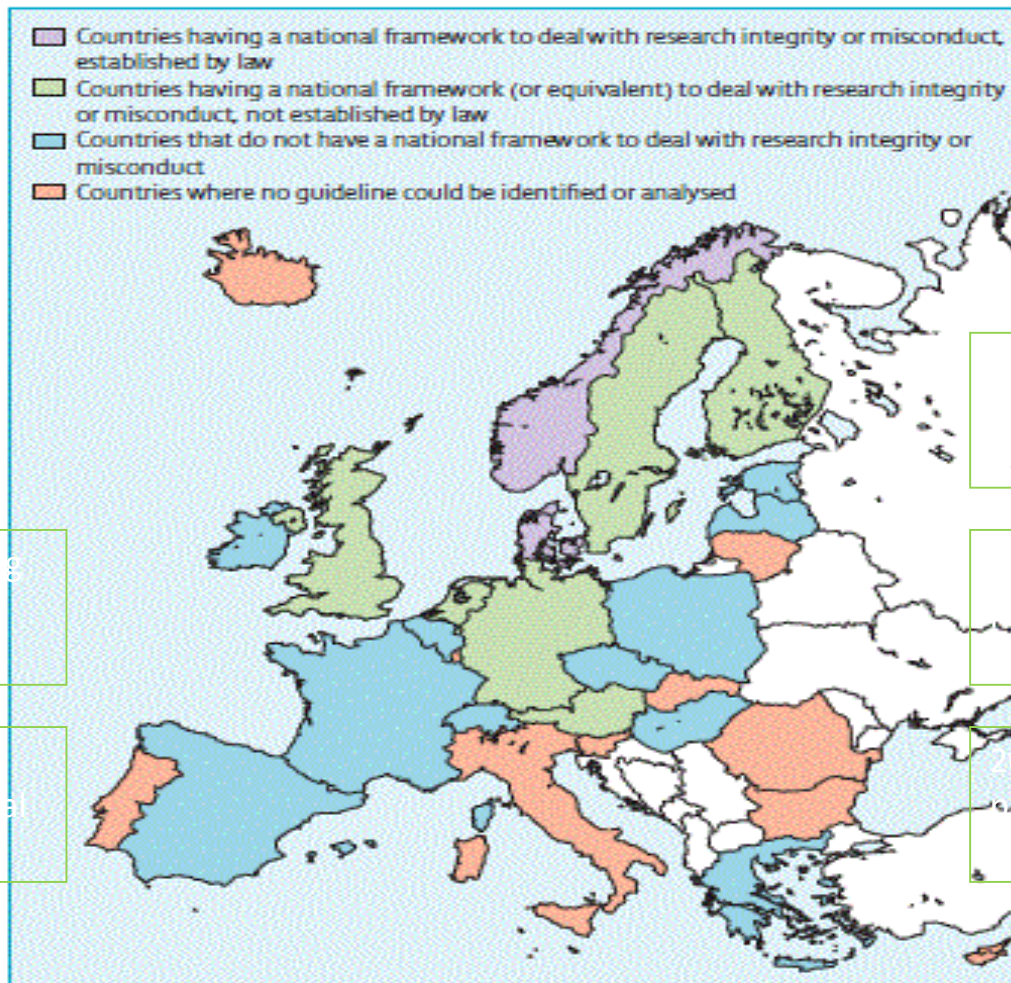 Countries having a national framework to deal with research integrity or misconduct,
established by law
Countries having a national framework (or equivalent) to deal with research integrity
or misconduct, not established by law
Countries that do not have a national framework to deal with research integrity or
misconduct
Countries where no guideline could be identified or analysed
g
al